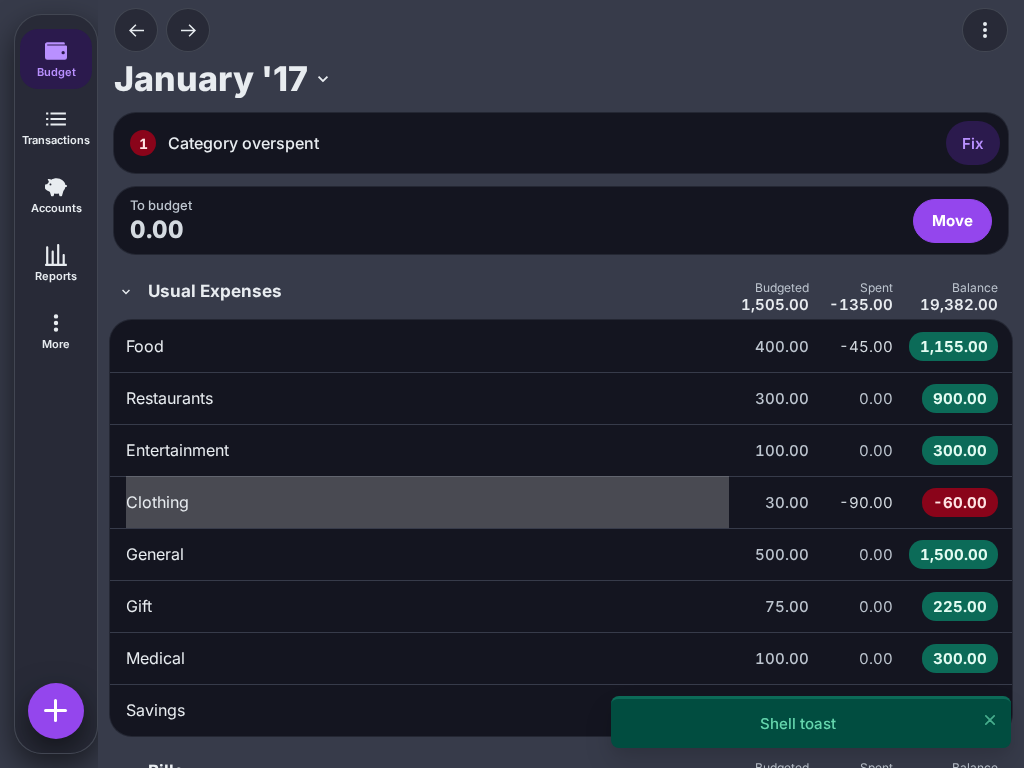 Budget
Transactions
Accounts
Reports
More
January '17
1 Category overspent Fix
To budget
0.00
Move
Usual Expenses
Budgeted Spent Balance
1,505.00 -135.00 19,382.00
Food 400.00 -45.00 1,155.00
Restaurants 300.00 0.00 900.00
Entertainment 100.00 0.00 300.00
Clothing 30.00 -90.00 -60.00
General 500.00 0.00 1,500.00
Gift 75.00 0.00 225.00
Medical 100.00 0.00 300.00
Savings
Shell toast
Bills
Budgeted Spent Balance